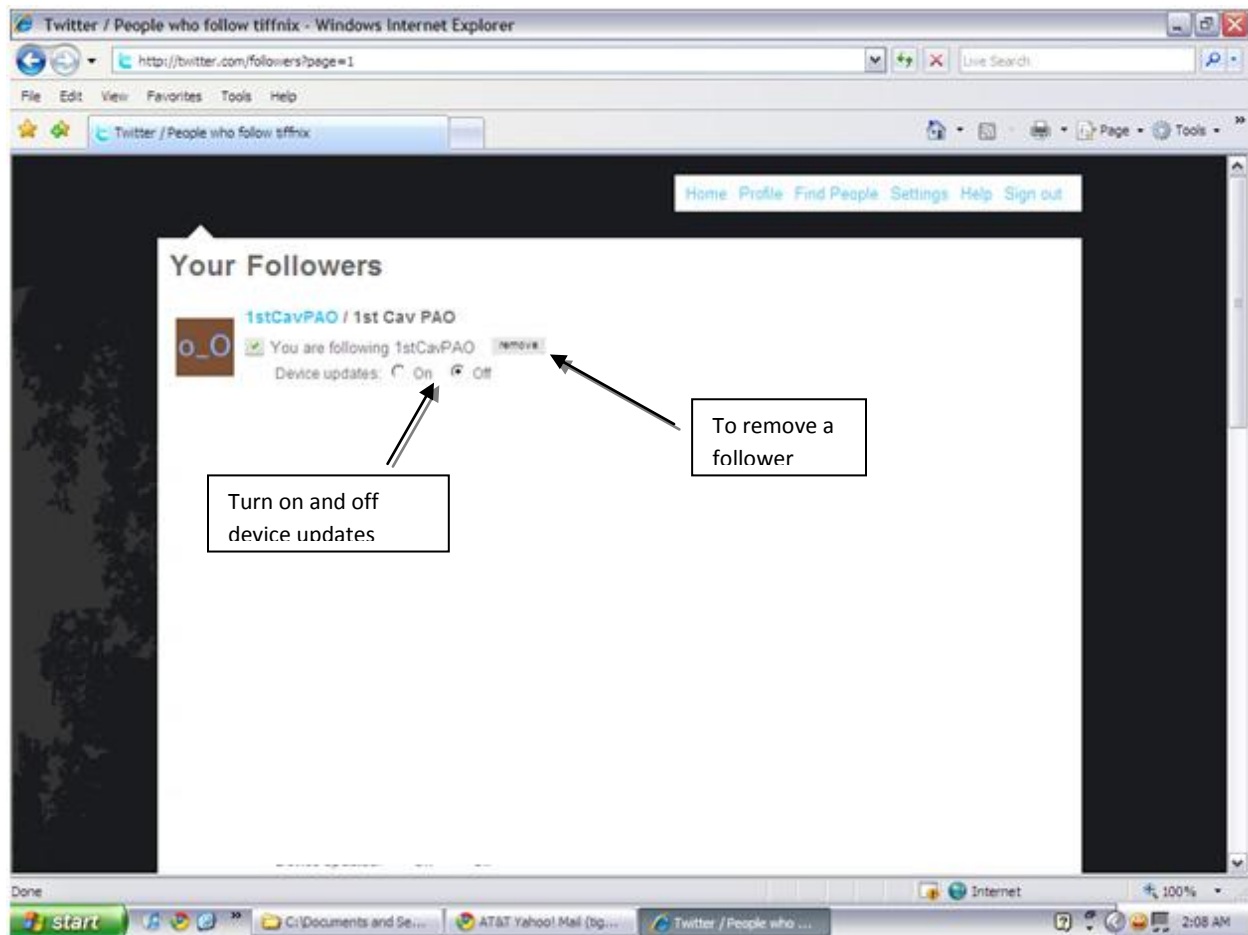 Twitter / People who follow tiffnix - Windows Internet Explorer
http://twitter.com/followers?page=1
Live Search
File Edit View Favorites Tools Help
Twitter / People who follow tiffnix
Page Tools
Home Profile Find People Settings Help Sign out
Your Followers
1stCavPAO / 1st Cav PAO
o_O
You are following 1stCavPAO remove
Device updates: On Off
To remove a
follower
Turn on and off
device updates
Done
Internet
100%
start
C:\Documents and Se...
AT&T Yahoo! Mail (tig...
Twitter / People who ...
2:08 AM